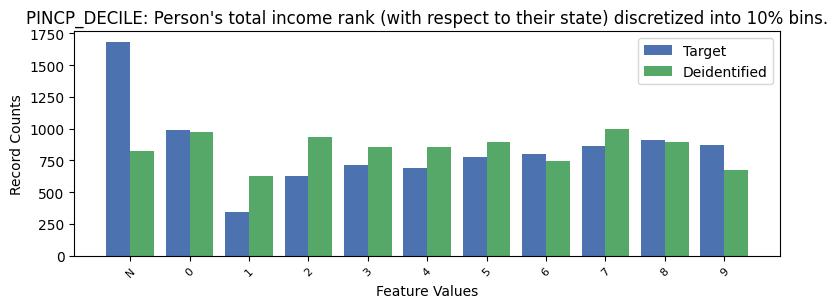 PINCP_DECILE: Person's total income rank (with respect to their state) discretized into 10% bins.
1750
1500
1250
1000
750
500
250
0
Record Counts
Target
Deidentified
N 0 1 2 3 4 5 6 7 8 9
Feature Values